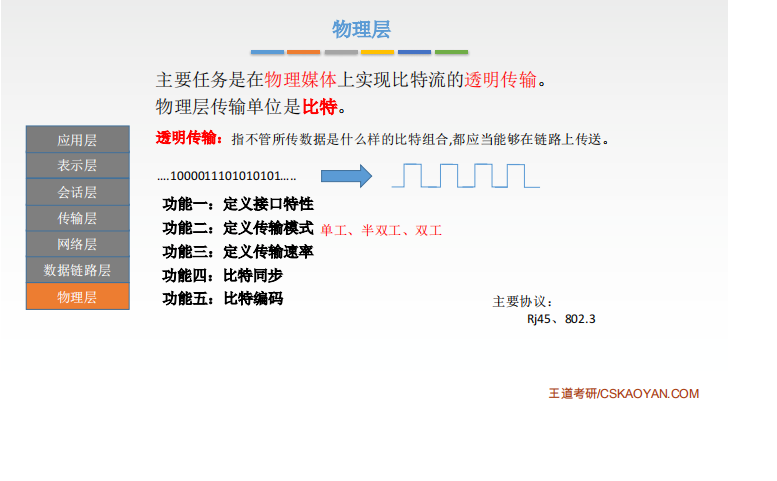 物理层
主要任务是在物理媒体上实现比特流的透明传输。
物理层传输单位是比特。
透明传输：指不管所传数据是什么样的比特组合,都应当能够在链路上传送。
....1000011101010101.....
功能一：定义接口特性
功能二：定义传输模式 单工、半双工、双工
功能三：定义传输速率
功能四：比特同步
功能五：比特编码
应用层
表示层
会话层
传输层
网络层
数据链路层
物理层
主要协议：
Rj45、802.3
王道考研/CSKAOYAN.COM